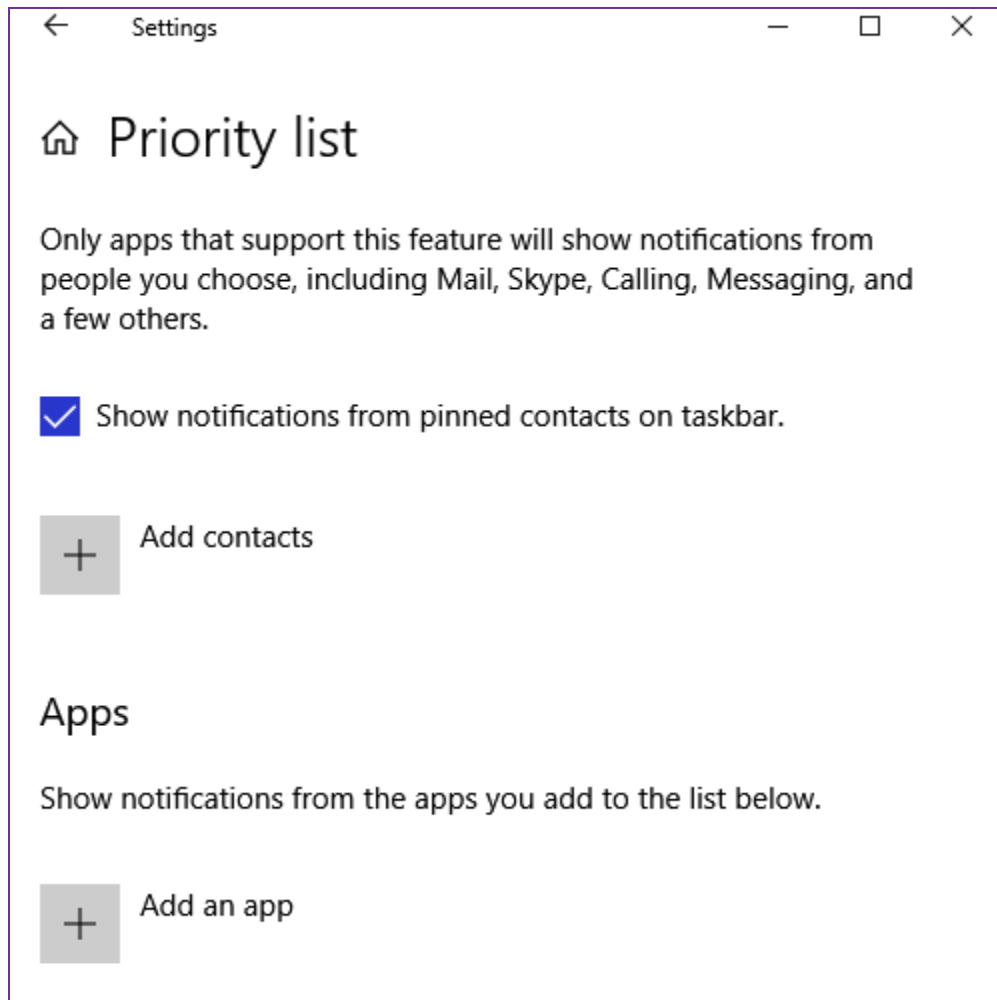 Settings
Priority list
Only apps that support this feature will show notifications from
people you choose, including Mail, Skype, Calling, Messaging, and
a few others.
Show notifications from pinned contacts on taskbar.
Add contacts
Apps
Show notifications from the apps you add to the list below.
Add an app